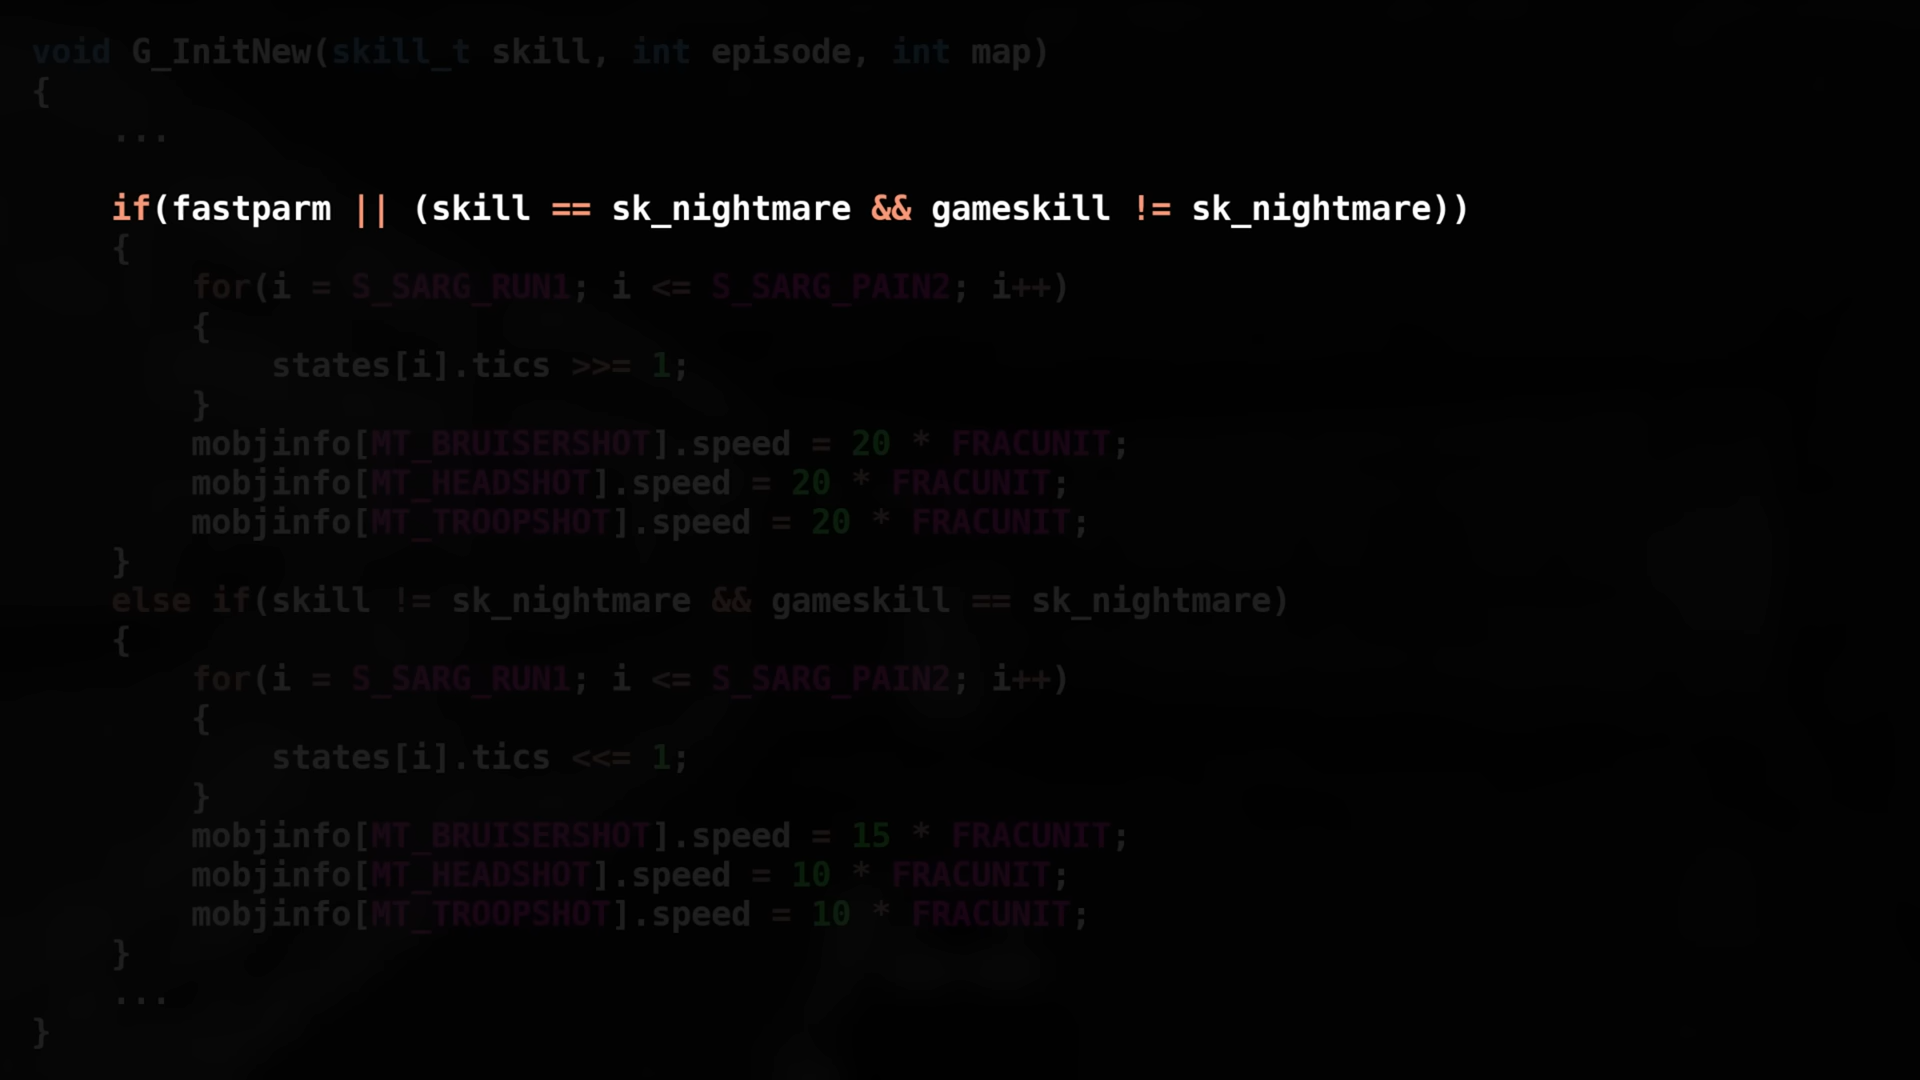 void G_InitNew(skill_t skill, int episode, int map)
{
...
if(fastparm || (skill == sk_nightmare && gameskill != sk_nightmare))
{
for(i = S_SARG_RUN1; i <= S_SARG_PAIN2; i++)
{
states[i].tics >>= 1;
}
mobjinfo[MT_BRUISERSHOT].speed = 20 * FRACUNIT;
mobjinfo[MT_HEADSHOT].speed = 20 * FRACUNIT;
mobjinfo[MT_TROOPSHOT].speed = 20 * FRACUNIT;
}
else if(skill != sk_nightmare && gameskill == sk_nightmare)
{
for(i = S_SARG_RUN1; i <= S_SARG_PAIN2; i++)
{
states[i].tics <<= 1;
}
mobjinfo[MT_BRUISERSHOT].speed = 15 * FRACUNIT;
mobjinfo[MT_HEADSHOT].speed = 10 * FRACUNIT;
mobjinfo[MT_TROOPSHOT].speed = 10 * FRACUNIT;
}
...
}